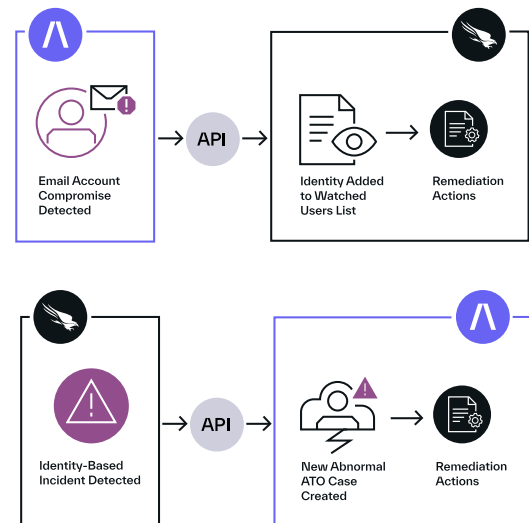 Email Account
Compromise
Detected
API
Identity Added
to Watched
Users List
Remediation
Actions
Identity-Based
Incident Detected
API
New Abnormal
ATO Case
Created
Remediation
Actions